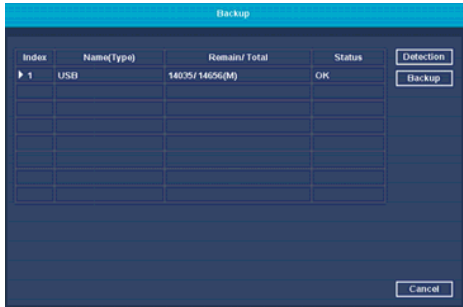 Backup
Index Name(Type) Remain/Total Status Detection
1 USB 14035/14656(M) OK Backup
Cancel